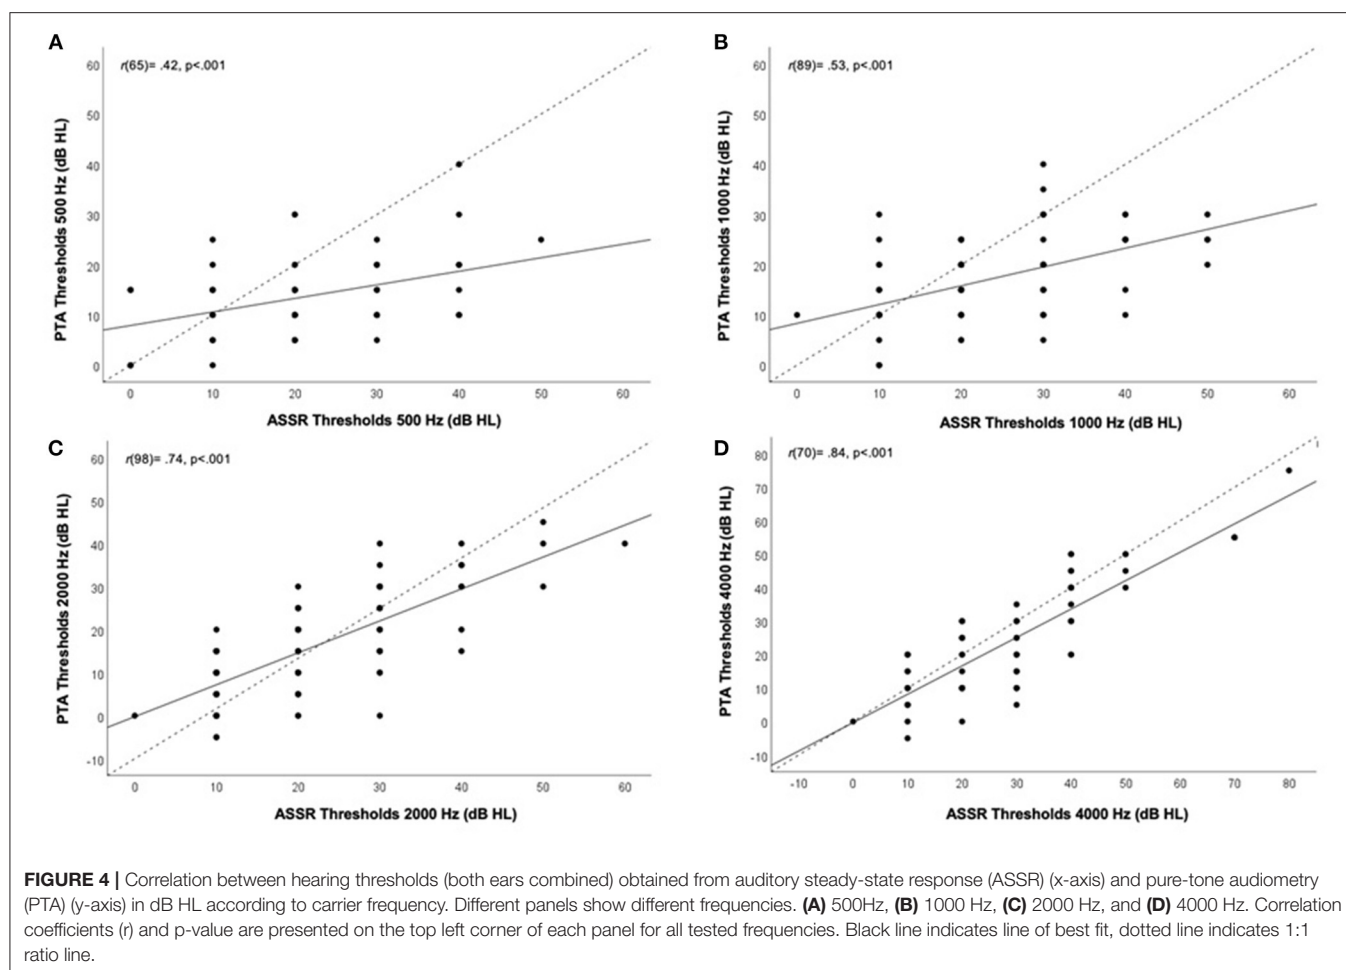 A
r(65)= .42, p<.001
PTA Thresholds 500 Hz (dB HL)
60
50
40
30
20
10
0
0 10 20 30 40 50 60
ASSR Thresholds 500 Hz (dB HL)
B
r(89)= .53, p<.001
PTA Thresholds 1000 Hz (dB HL)
60
50
40
30
20
10
0
0 10 20 30 40 50 60
ASSR Thresholds 1000 Hz (dB HL)
C
r(98)= .74, p<.001
PTA Thresholds 2000 Hz (dB HL)
60
50
40
30
20
10
0
-10
0 10 20 30 40 50 60
ASSR Thresholds 2000 Hz (dB HL)
D
r(70)= .84, p<.001
PTA Thresholds 4000 Hz (dB HL)
80
70
60
50
40
30
20
10
0
-10
-10 0 10 20 30 40 50 60 70 80
ASSR Thresholds 4000 Hz (dB HL)
FIGURE 4 | Correlation between hearing thresholds (both ears combined) obtained from auditory steady-state response (ASSR) (x-axis) and pure-tone audiometry
(PTA) (y-axis) in dB HL according to carrier frequency. Different panels show different frequencies. (A) 500Hz, (B) 1000 Hz, (C) 2000 Hz, and (D) 4000 Hz. Correlation
coefficients (r) and p-value are presented on the top left corner of each panel for all tested frequencies. Black line indicates line of best fit, dotted line indicates 1:1
ratio line.